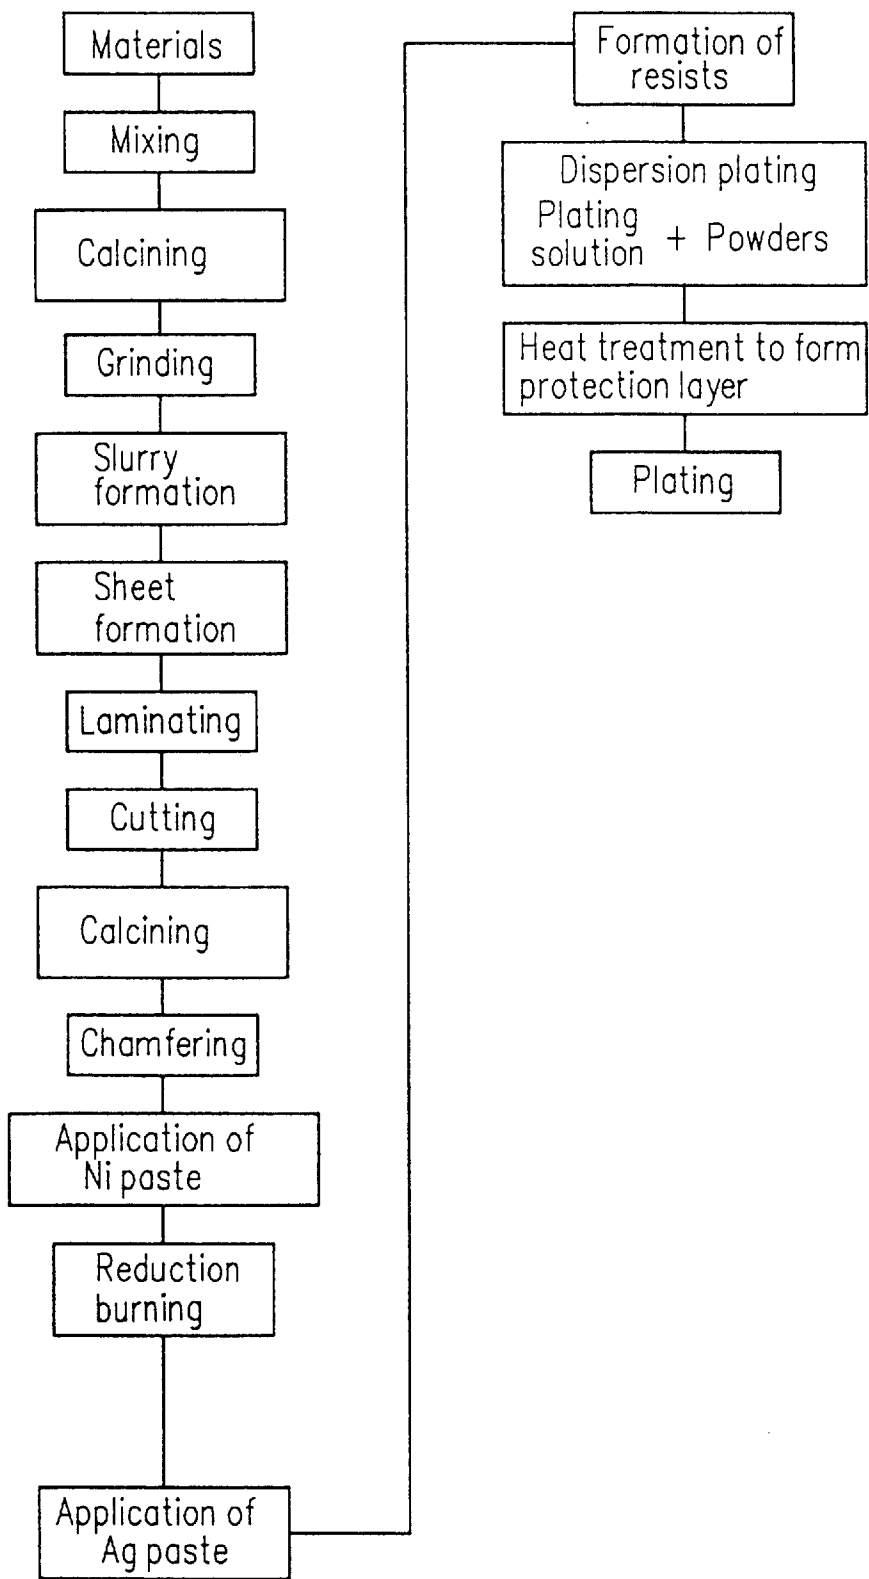 Materials
Mixing
Calcining
Grinding
Slurry
formation
Sheet
formation
Laminating
Cutting
Calcining
Chamfering
Application of
Ni paste
Reduction
burning
Application of
Ag paste
Formation of
resists
Dispersion plating
Plating
solution + Powders
Heat treatment to form
protection layer
Plating